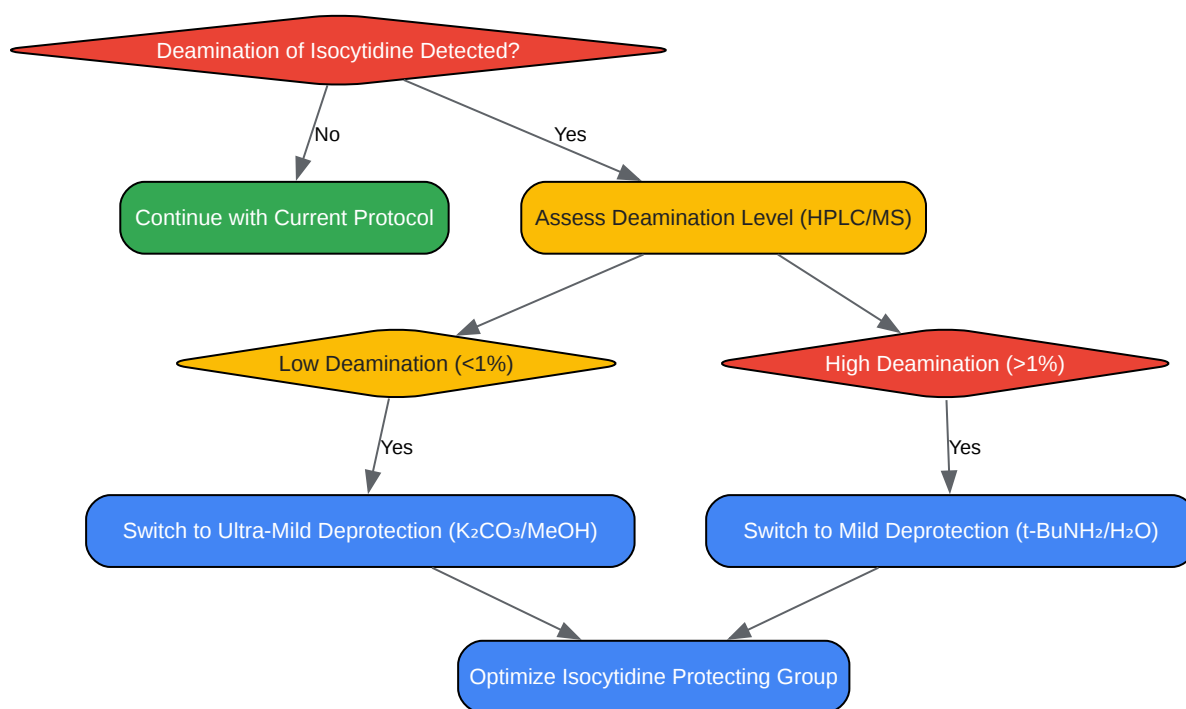 Deamination of Isocytidine Detected?
No
Yes
Continue with Current Protocol
Assess Deamination Level (HPLC/MS)
Low Deamination (<1%)
High Deamination (>1%)
Yes
Yes
Switch to Ultra-Mild Deprotection (K₂CO₃/MeOH)
Switch to Mild Deprotection (t-BuNH₂/H₂O)
Optimize Isocytidine Protecting Group